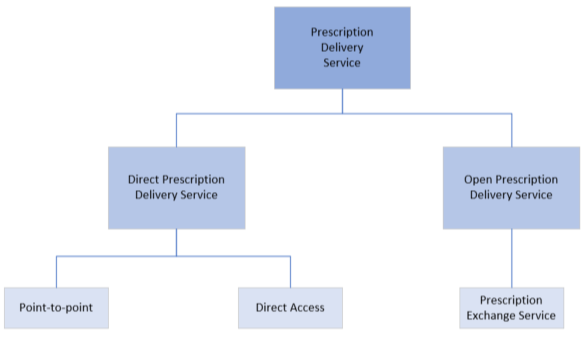 Prescription
Delivery
Service
Direct Prescription
Delivery Service
Open Prescription
Delivery Service
Point-to-point
Direct Access
Prescription
Exchange Service